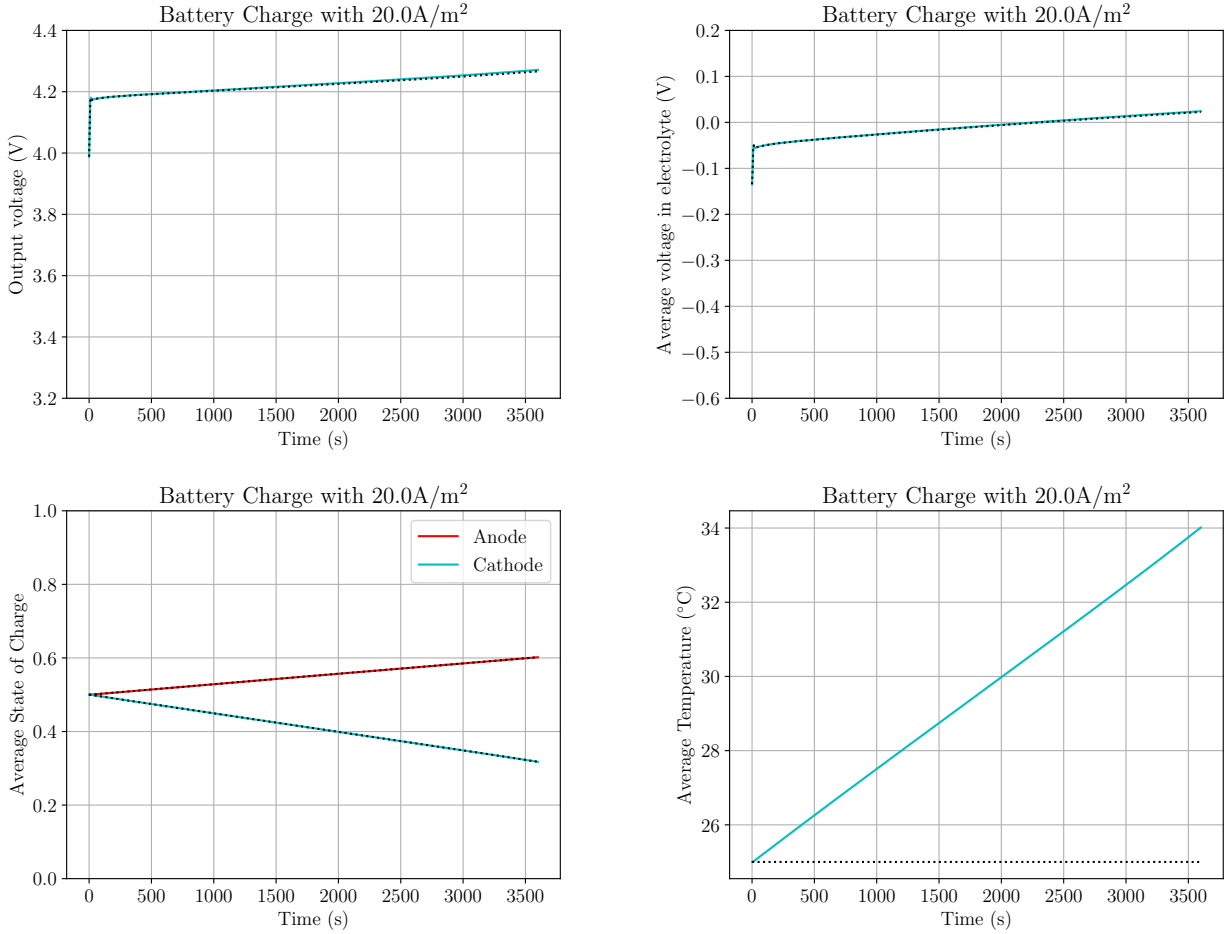 Battery Charge with 20.0A/m²
4.4
4.2
4.0
3.8
3.6
3.4
3.2
Output voltage (V)
0 500 1000 1500 2000 2500 3000 3500
Time (s)
Battery Charge with 20.0A/m²
0.2
0.1
0.0
−0.1
−0.2
−0.3
−0.4
−0.5
−0.6
Average voltage in electrolyte (V)
0 500 1000 1500 2000 2500 3000 3500
Time (s)
Battery Charge with 20.0A/m²
1.0
0.8
0.6
0.4
0.2
0.0
Average State of Charge
Anode
Cathode
0 500 1000 1500 2000 2500 3000 3500
Time (s)
Battery Charge with 20.0A/m²
34
32
30
28
26
Average Temperature (°C)
0 500 1000 1500 2000 2500 3000 3500
Time (s)